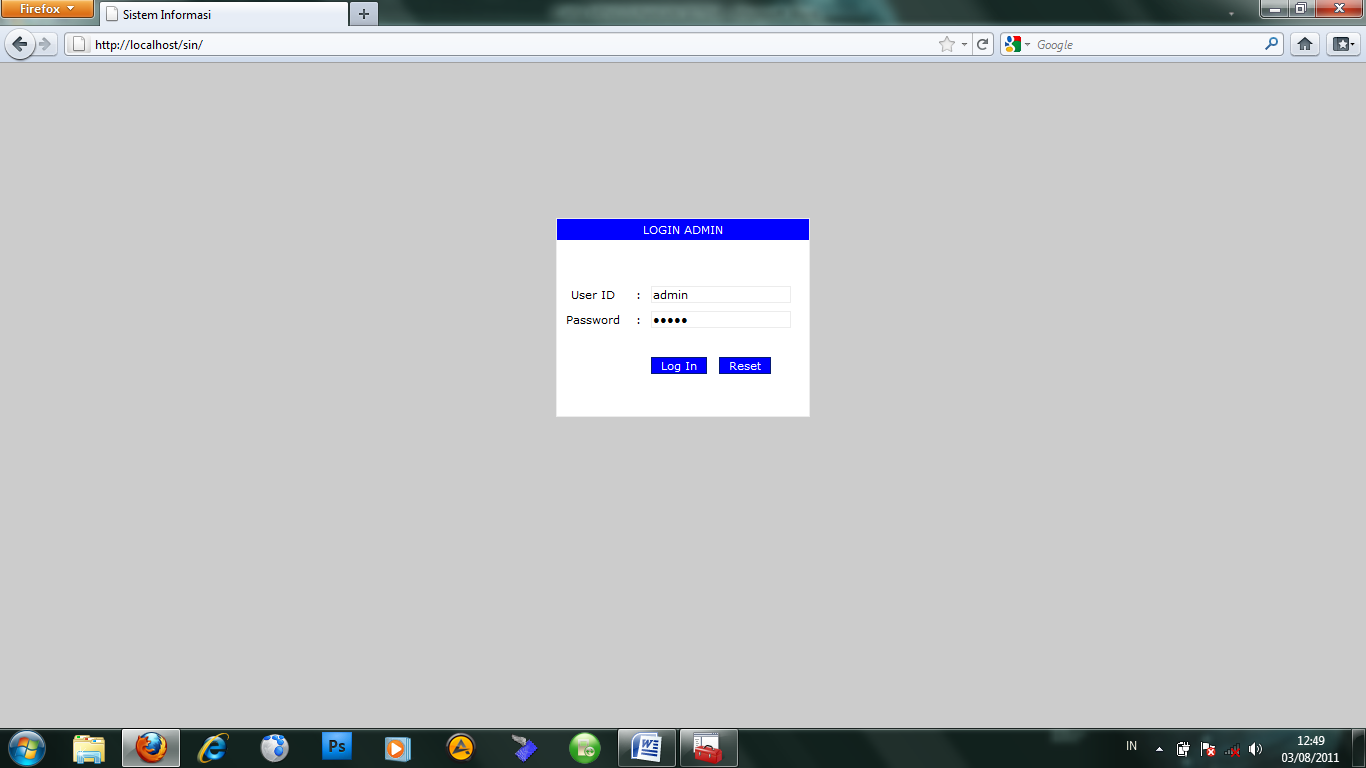 Firefox
Sistem Informasi
http://localhost/sin/
Google
LOGIN ADMIN
User ID : admin
Password : •••••
Log In Reset
Ps
W
IN
12:49
03/08/2011